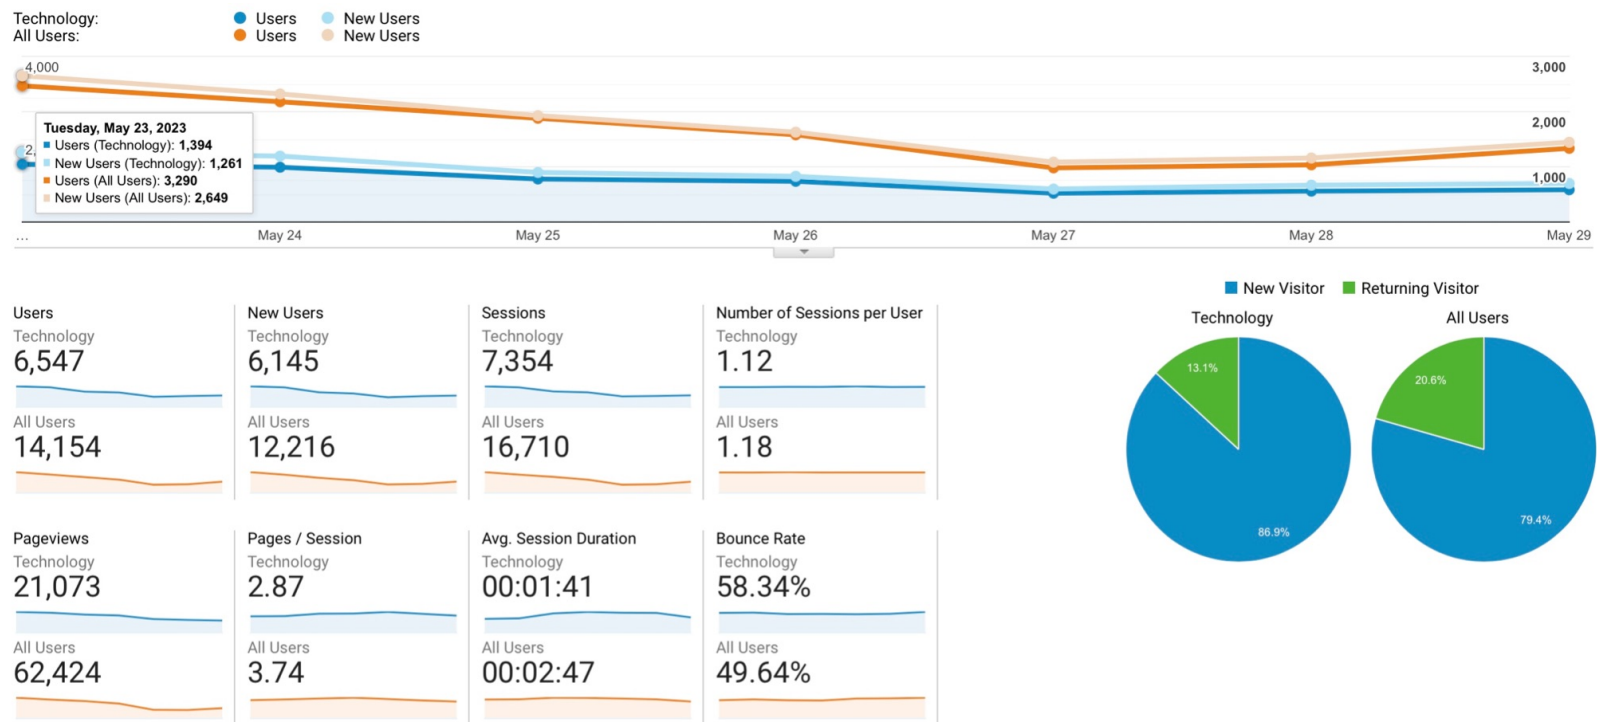 Technology: Users New Users
All Users: Users New Users
4,000 3,000
2,000
2,
1,000
Tuesday, May 23, 2023
Users (Technology): 1,394
New Users (Technology): 1,261
Users (All Users): 3,290
New Users (All Users): 2,649
... May 24 May 25 May 26 May 27 May 28 May 29
New Visitor Returning Visitor
Technology All Users
13.1%
86.9%
20.6%
79.4%
Users
Technology
6,547
All Users
14,154
New Users
Technology
6,145
All Users
12,216
Sessions
Technology
7,354
All Users
16,710
Number of Sessions per User
Technology
1.12
All Users
1.18
Pageviews
Technology
21,073
All Users
62,424
Pages / Session
Technology
2.87
All Users
3.74
Avg. Session Duration
Technology
00:01:41
All Users
00:02:47
Bounce Rate
Technology
58.34%
All Users
49.64%